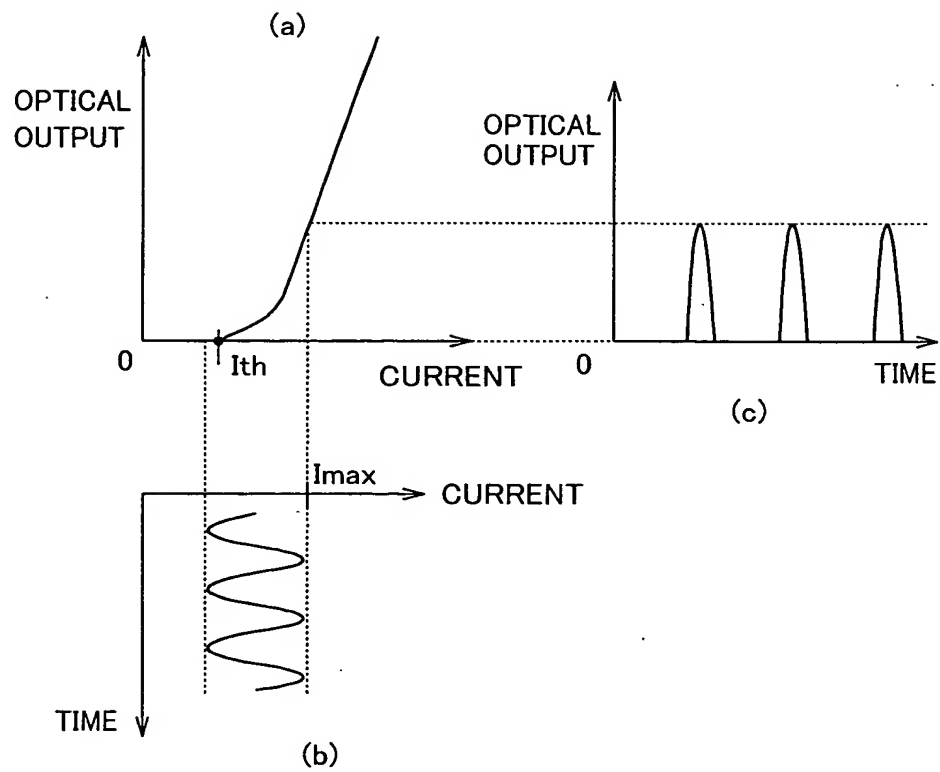 (a)
OPTICAL
OUTPUT
0
Ith
CURRENT
OPTICAL
OUTPUT
0
TIME
(c)
Imax
CURRENT
TIME
(b)